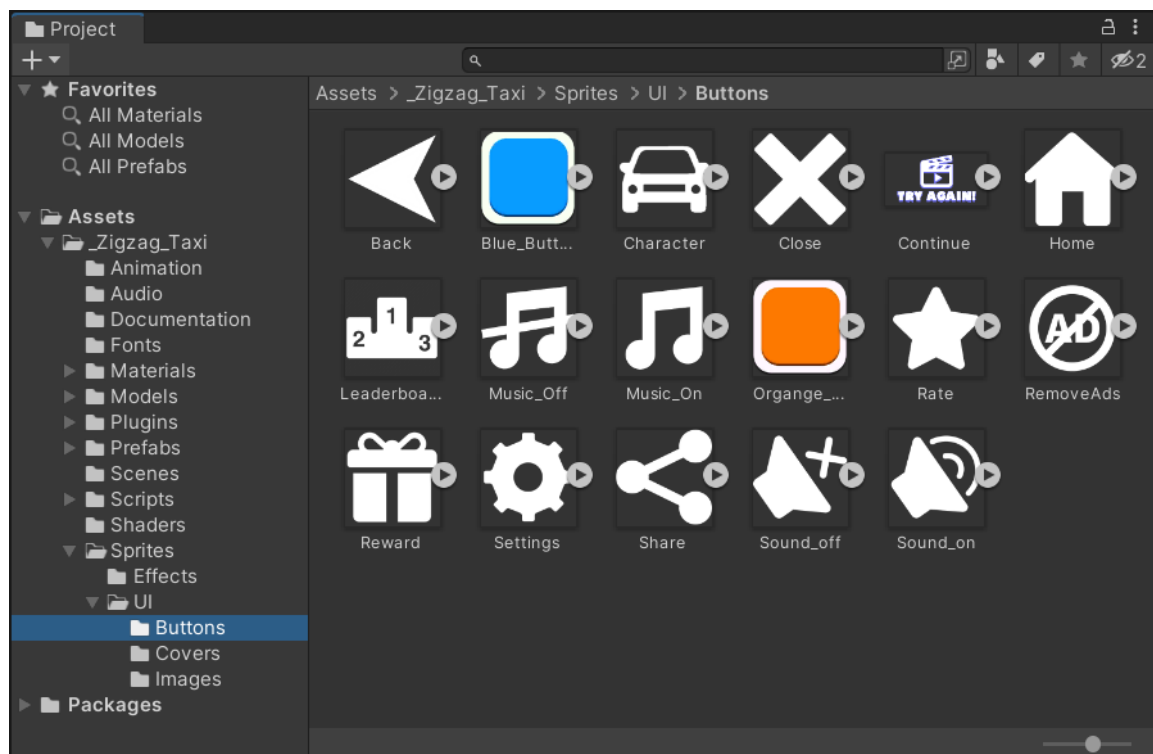 Project
2
Favorites
All Materials
All Models
All Prefabs
Assets
_Zigzag_Taxi
Animation
Audio
Documentation
Fonts
Materials
Models
Plugins
Prefabs
Scenes
Scripts
Shaders
Sprites
Effects
UI
Buttons
Covers
Images
Packages
Assets > _Zigzag_Taxi > Sprites > UI > Buttons
TRY AGAIN!
Back Blue_Butt... Character Close Continue Home
1
2 3
AD
Leaderboa... Music_Off Music_On Organge_... Rate RemoveAds
Reward Settings Share Sound_off Sound_on